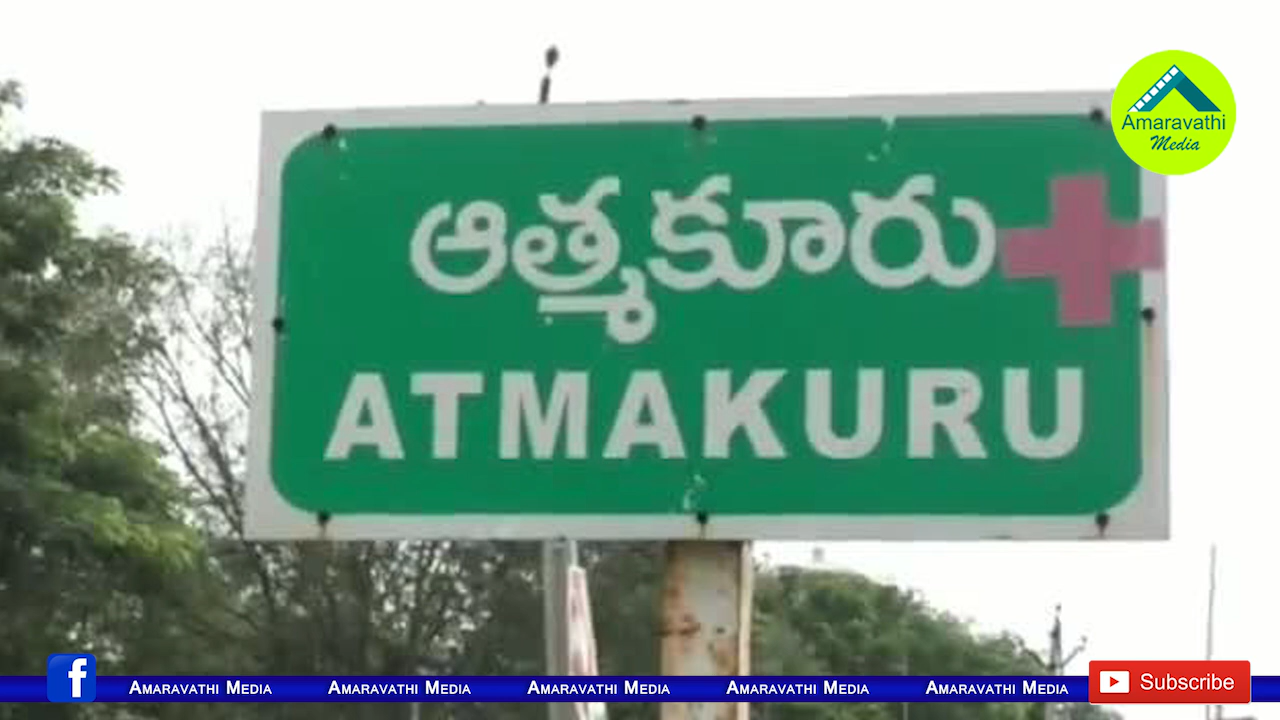 Amaravathi
Media
ఆత్మకూరు
ATMAKURU
f Amaravathi Media Amaravathi Media Amaravathi Media Amaravathi Media Amaravathi Media Subscribe